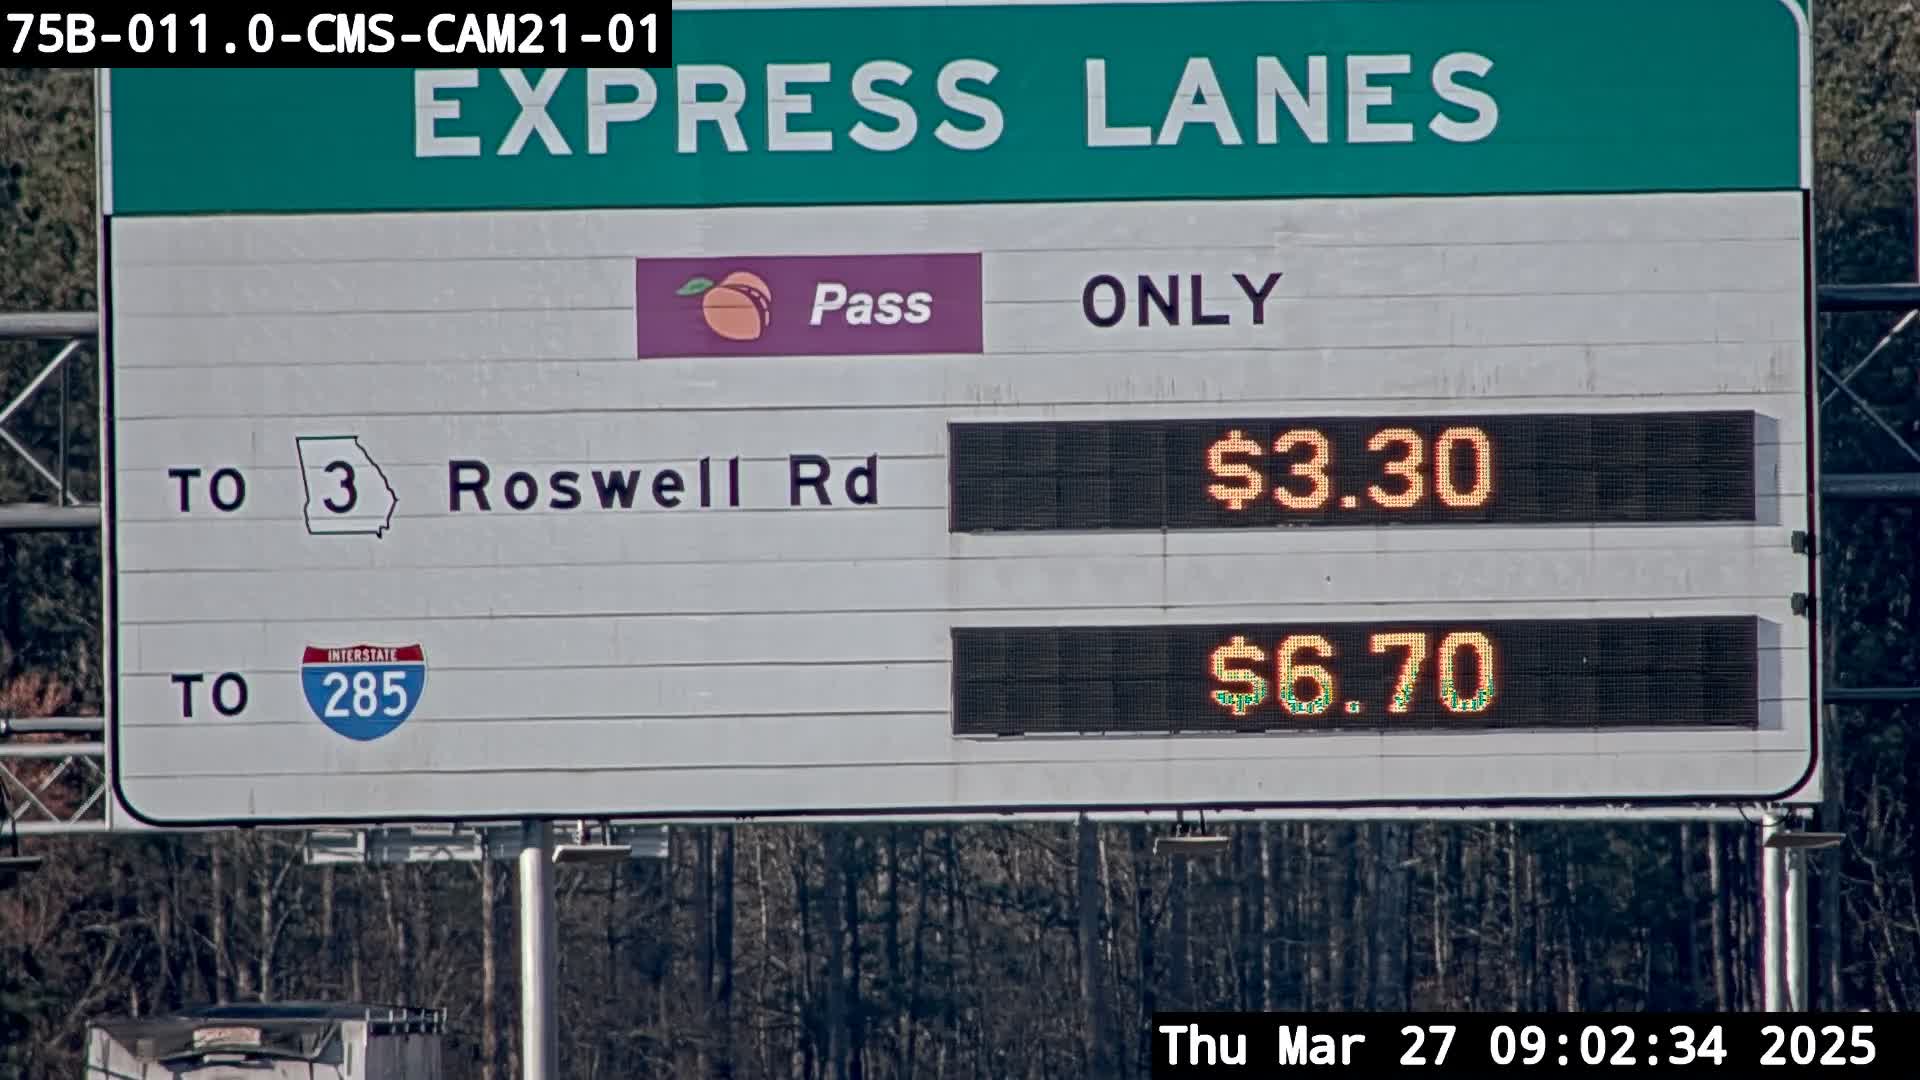 75B-011.0-CMS-CAM21-01
EXPRESS LANES
Pass ONLY
TO 3 Roswell Rd $3.30
TO INTERSTATE 285 $6.70
Thu Mar 27 09:02:34 2025